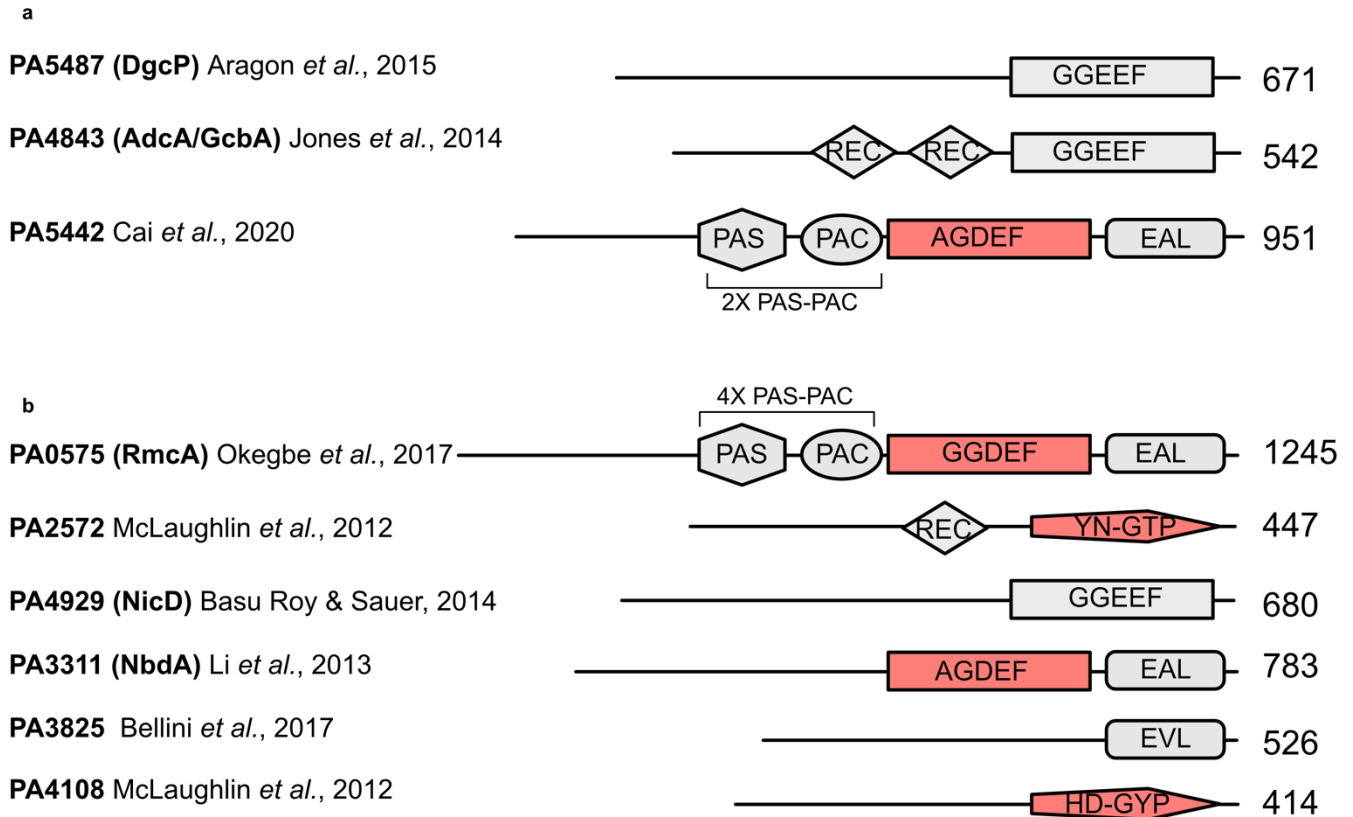 a
PA5487 (DgcP) Aragon et al., 2015 GGEEF 671
PA4843 (AdcA/GcbA) Jones et al., 2014 REC REC GGEEF 542
PA5442 Cai et al., 2020 PAS PAC AGDEF EAL 951
2X PAS-PAC
b
4X PAS-PAC
PA0575 (RmcA) Okegbe et al., 2017 PAS PAC GGDEF EAL 1245
PA2572 McLaughlin et al., 2012 REC YN-GTP 447
PA4929 (NicD) Basu Roy & Sauer, 2014 GGEEF 680
PA3311 (NbdA) Li et al., 2013 AGDEF EAL 783
PA3825 Bellini et al., 2017 EVL 526
PA4108 McLaughlin et al., 2012 HD-GYP 414